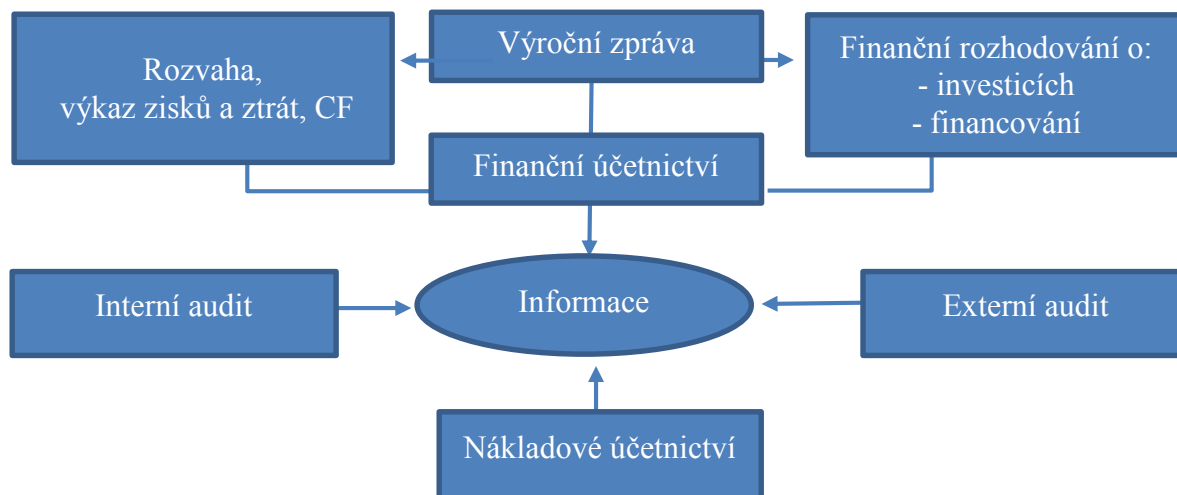 Výroční zpráva
Rozvaha,
výkaz zisků a ztrát, CF
Finanční rozhodování o:
- investicích
- financování
Finanční účetnictví
Interní audit
Informace
Externí audit
Nákladové účetnictví